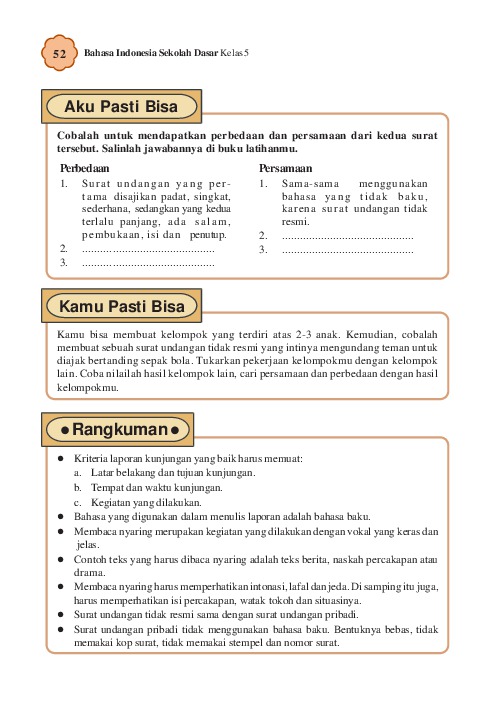 52
Bahasa Indonesia Sekolah Dasar Kelas 5
Aku Pasti Bisa
Cobalah untuk mendapatkan perbedaan dan persamaan dari kedua surat
tersebut. Salinlah jawabannya di buku latihanmu.
Perbedaan
1. Surat undangan yang per-
tama disajikan padat, singkat,
sederhana, sedangkan yang kedua
terlalu panjang, ada salam,
pembukaan, isi dan penutup.
2. .............................................
3. .............................................
Persamaan
1. Sama-sama menggunakan
bahasa yang tidak baku,
karena surat undangan tidak
resmi.
2. .............................................
3. .............................................
Kamu Pasti Bisa
Kamu bisa membuat kelompok yang terdiri atas 2-3 anak. Kemudian, cobalah
membuat sebuah surat undangan tidak resmi yang intinya mengundang teman untuk
diajak bertanding sepak bola. Tukarkan pekerjaan kelompokmu dengan kelompok
lain. Coba nilailah hasil kelompok lain, cari persamaan dan perbedaan dengan hasil
kelompokmu.
• Rangkuman •
• Kriteria laporan kunjungan yang baik harus memuat:
a. Latar belakang dan tujuan kunjungan.
b. Tempat dan waktu kunjungan.
c. Kegiatan yang dilakukan.
• Bahasa yang digunakan dalam menulis laporan adalah bahasa baku.
• Membaca nyaring merupakan kegiatan yang dilakukan dengan vokal yang keras dan
jelas.
• Contoh teks yang harus dibaca nyaring adalah teks berita, naskah percakapan atau
drama.
• Membaca nyaring harus memperhatikan intonasi, lafal dan jeda. Di samping itu juga,
harus memperhatikan isi percakapan, watak tokoh dan situasinya.
• Surat undangan tidak resmi sama dengan surat undangan pribadi.
• Surat undangan pribadi tidak menggunakan bahasa baku. Bentuknya bebas, tidak
memakai kop surat, tidak memakai stempel dan nomor surat.